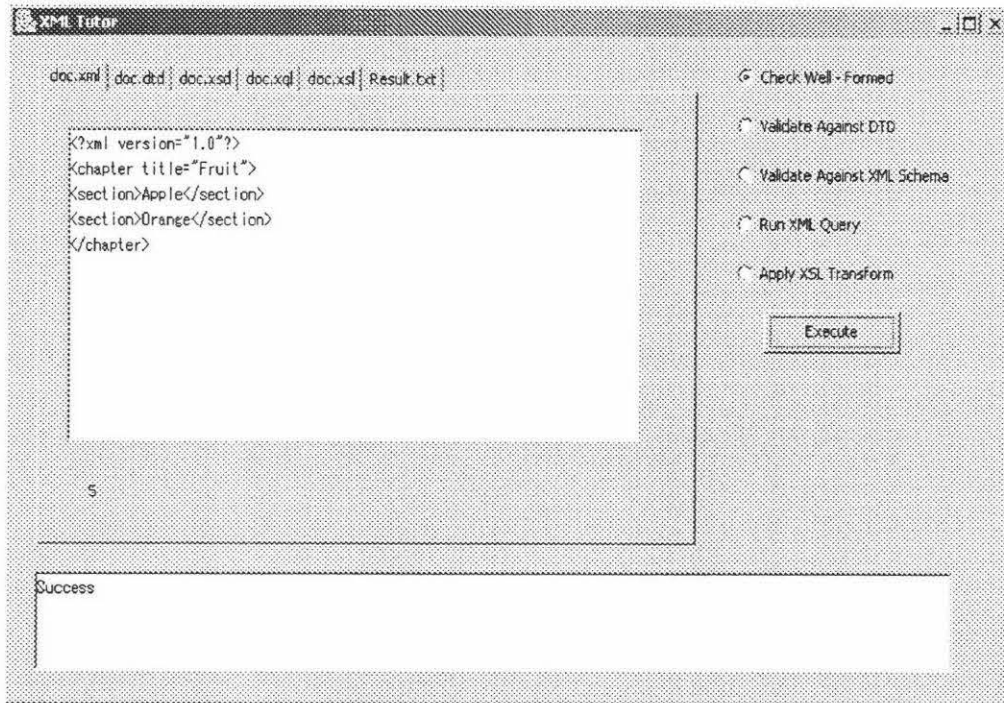 XML Tutor
doc.xml doc.dtd doc.xsd doc.xql doc.xsl Result.txt
<?xml version="1.0"?>
<chapter title="Fruit">
<section>Apple</section>
<section>Orange</section>
</chapter>
5
Check Well - Formed
Validate Against DTD
Validate Against XML Schema
Run XML Query
Apply XSL Transform
Execute
Success